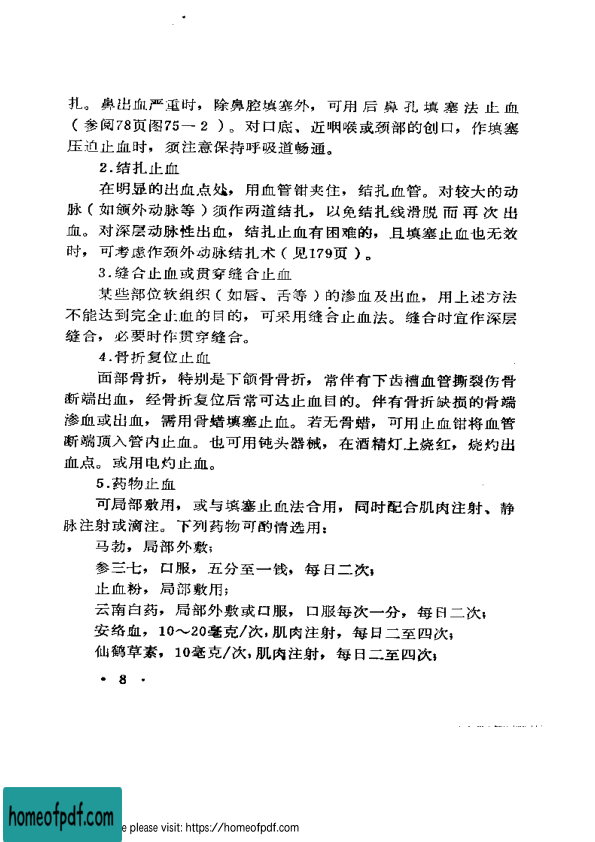 扎。鼻出血严重时，除鼻腔填塞外，可用后鼻孔填塞法止血
（参阅78页图75—2）。对口底、近咽喉或颈部的创口，作填塞
压迫止血时，须注意保持呼吸道畅通。
2.结扎止血
在明显的出血点处，用血管钳夹住，结扎血管。对较大的动
脉（如颌外动脉等）须作两道结扎，以免结扎线滑脱而再次出
血。对深层动脉性出血，结扎止血有困难的，且填塞止血也无效
时，可考虑作颈外动脉结扎术（见179页）。
3.缝合止血或贯穿缝合止血
某些部位软组织（如唇、舌等）的渗血及出血，用上述方法
不能达到完全止血的目的，可采用缝合止血法。缝合时宜作深层
缝合，必要时作贯穿缝合。
4.骨折复位止血
面部骨折，特别是下颌骨骨折，常伴有下齿槽血管撕裂伤骨
断端出血，经骨折复位后常可达止血目的。伴有骨折缺损的骨端
渗血或出血，需用骨蜡填塞止血。若无骨蜡，可用止血钳将血管
断端顶入管内止血。也可用钝头器械，在酒精灯上烧红，烧灼出
血点。或用电灼止血。
5.药物止血
可局部敷用，或与填塞止血法合用，同时配合肌肉注射、静
脉注射或滴注。下列药物可酌情选用：
马勃，局部外敷；
参三七，口服，五分至一钱，每日二次；
止血粉，局部敷用；
云南白药，局部外敷或口服，口服每次一分，每日二次；
安络血，10～20毫克/次，肌肉注射，每日二至四次；
仙鹤草素，10毫克/次，肌肉注射，每日二至四次；
· 8 ·
homeofpdf.com
e please visit: https://homeofpdf.com